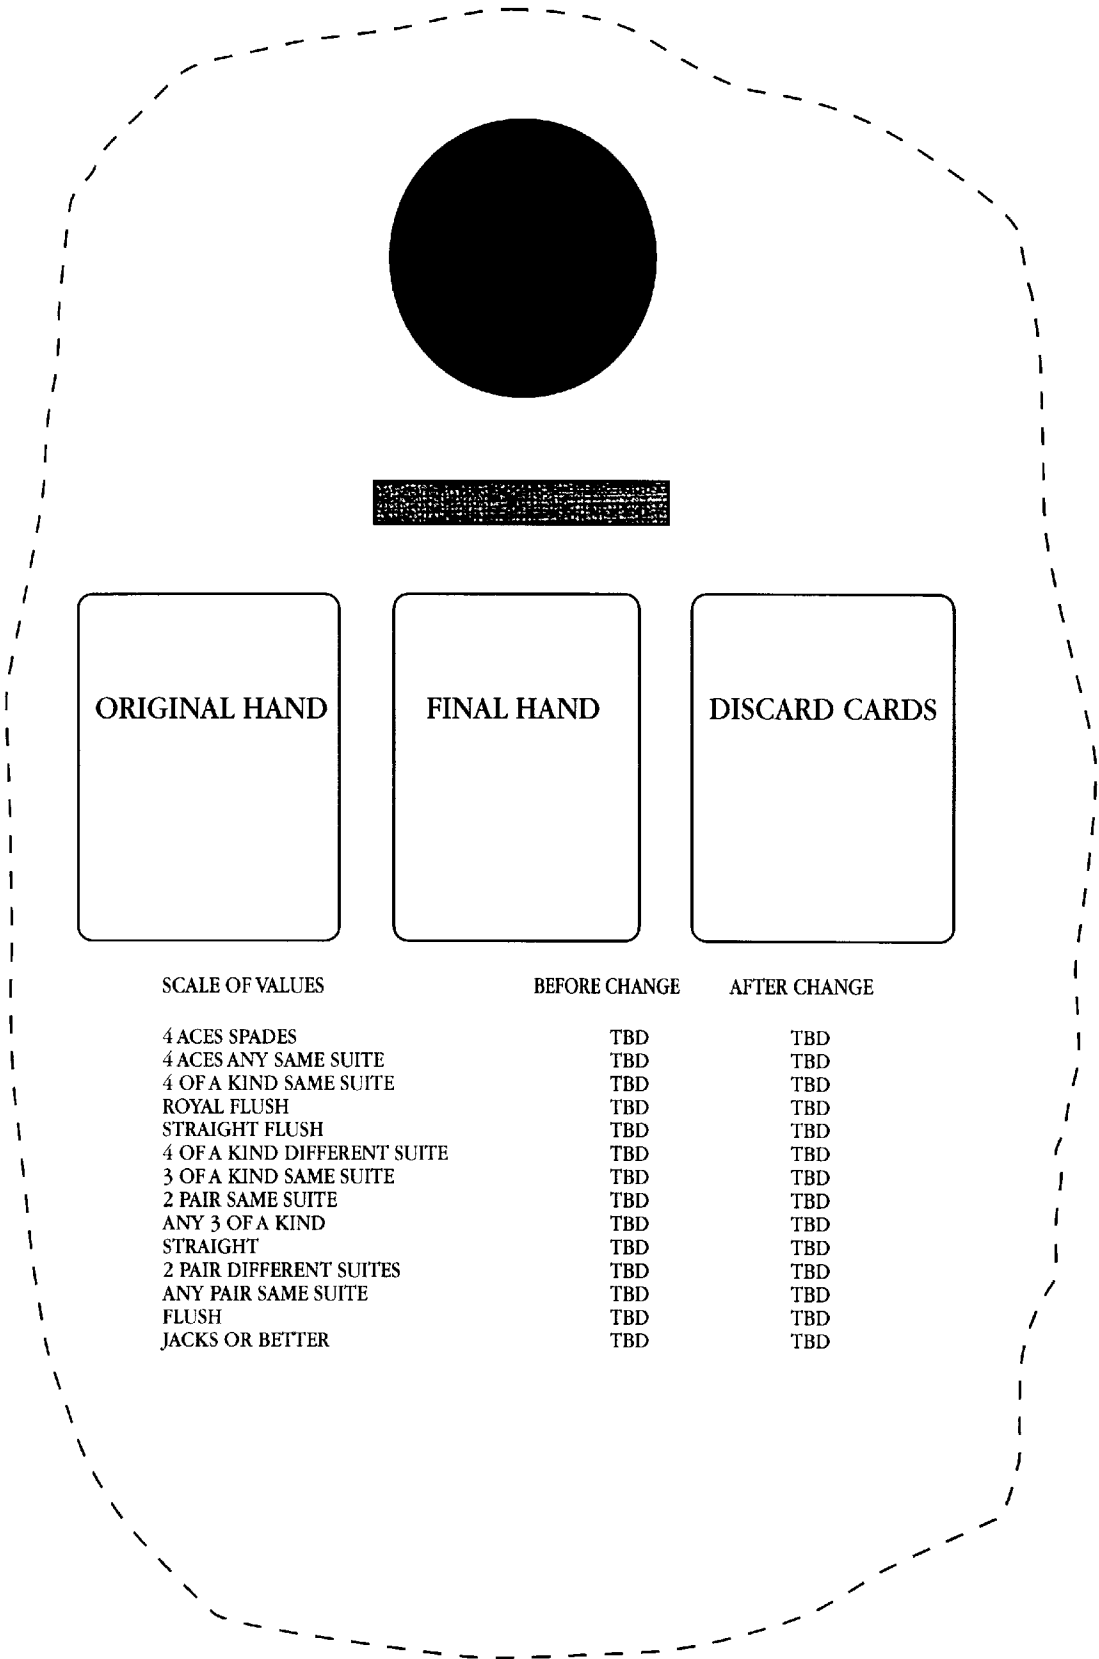 ORIGINAL HAND FINAL HAND DISCARD CARDS
SCALE OF VALUES BEFORE CHANGE AFTER CHANGE
4 ACES SPADES TBD TBD
4 ACES ANY SAME SUITE TBD TBD
4 OF A KIND SAME SUITE TBD TBD
ROYAL FLUSH TBD TBD
STRAIGHT FLUSH TBD TBD
4 OF A KIND DIFFERENT SUITE TBD TBD
3 OF A KIND SAME SUITE TBD TBD
2 PAIR SAME SUITE TBD TBD
ANY 3 OF A KIND TBD TBD
STRAIGHT TBD TBD
2 PAIR DIFFERENT SUITES TBD TBD
ANY PAIR SAME SUITE TBD TBD
FLUSH TBD TBD
JACKS OR BETTER TBD TBD